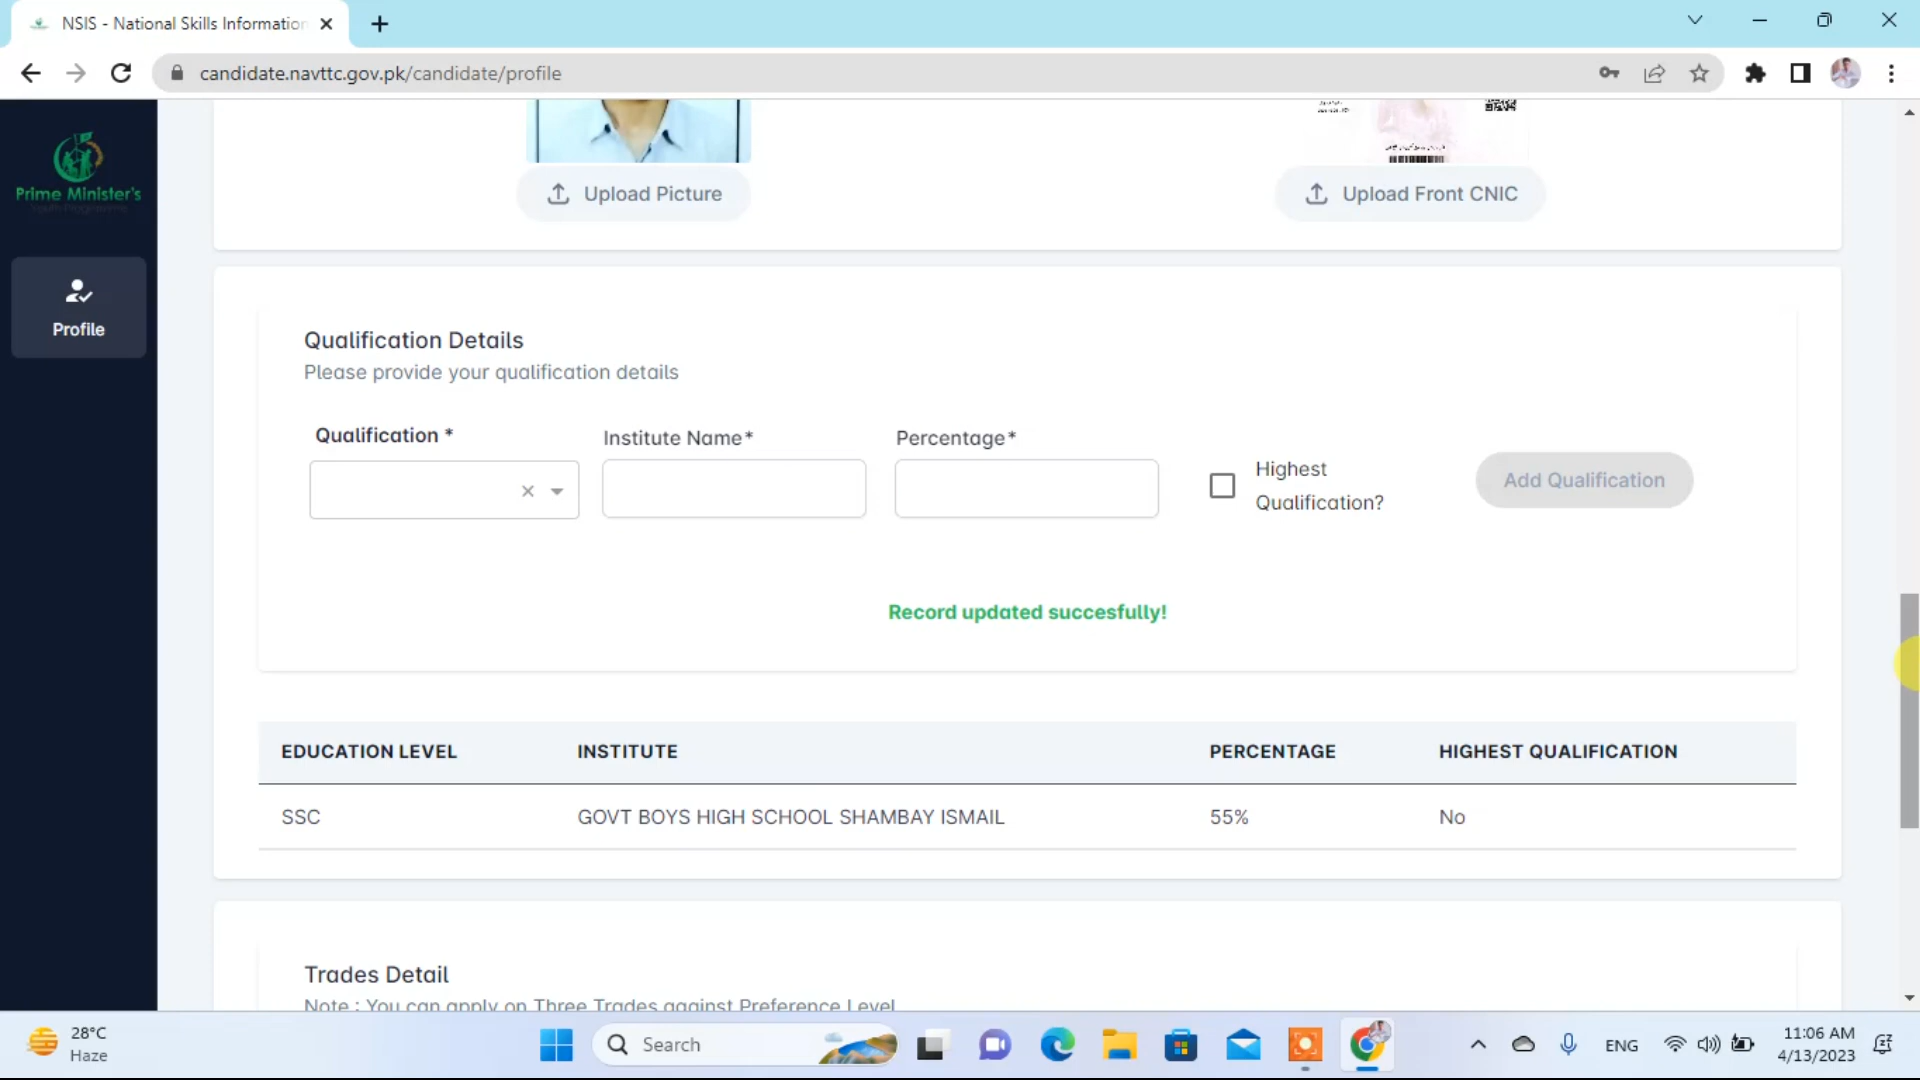 NSIS - National Skills Information
candidate.navttc.gov.pk/candidate/profile
Prime Minister's
Profile
Upload Picture
Upload Front CNIC
Qualification Details
Please provide your qualification details
Qualification *
Institute Name*
Percentage*
Highest
Qualification?
Add Qualification
Record updated succesfully!
EDUCATION LEVEL INSTITUTE PERCENTAGE HIGHEST QUALIFICATION
SSC GOVT BOYS HIGH SCHOOL SHAMBAY ISMAIL 55% No
Trades Detail
Note : You can apply on Three Trades against Preference Level
28°C
Haze
Search
ENG
11:06 AM
4/13/2023